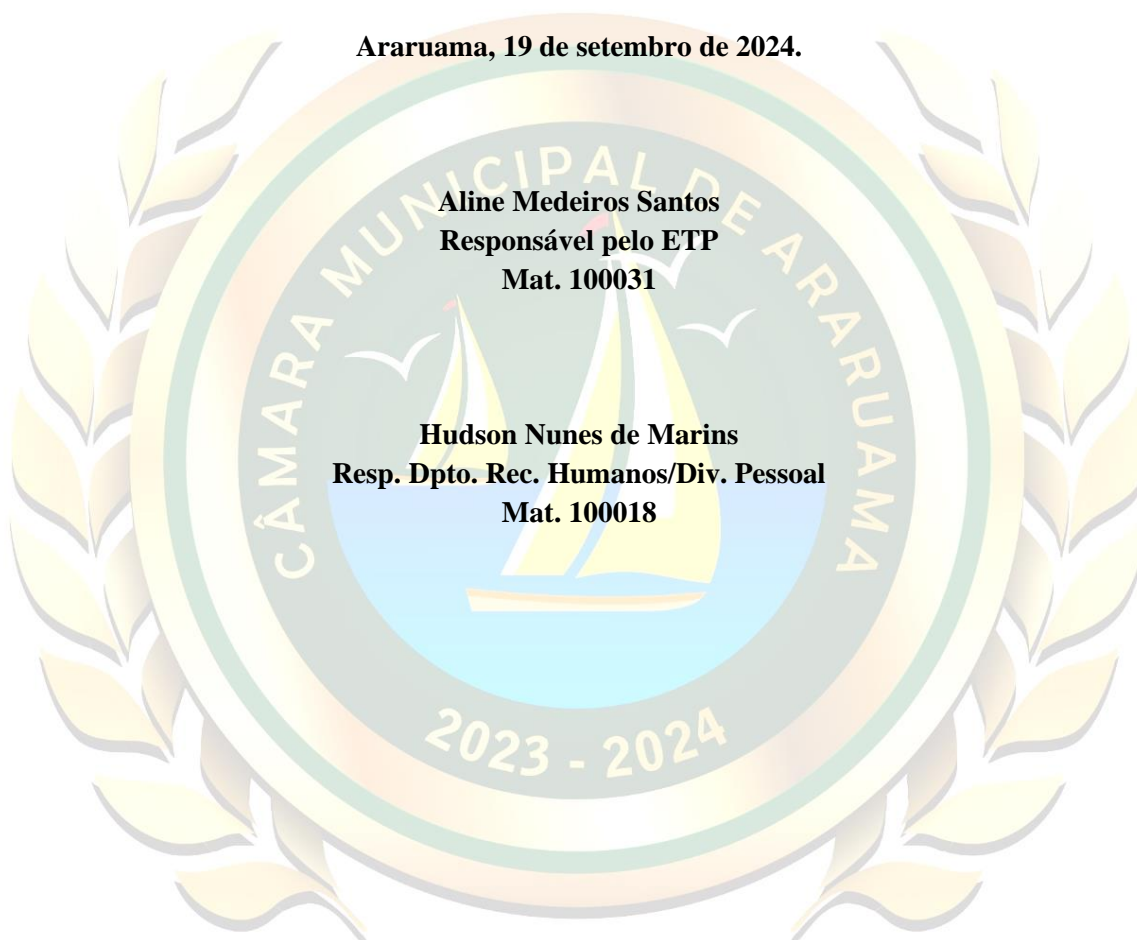 Araruama, 19 de setembro de 2024.
CÂMARA MUNICIPAL DE ARARUAMA
Aline Medeiros Santos
Responsável pelo ETP
Mat. 100031
Hudson Nunes de Marins
Resp. Dpto. Rec. Humanos/Div. Pessoal
Mat. 100018
2023 - 2024